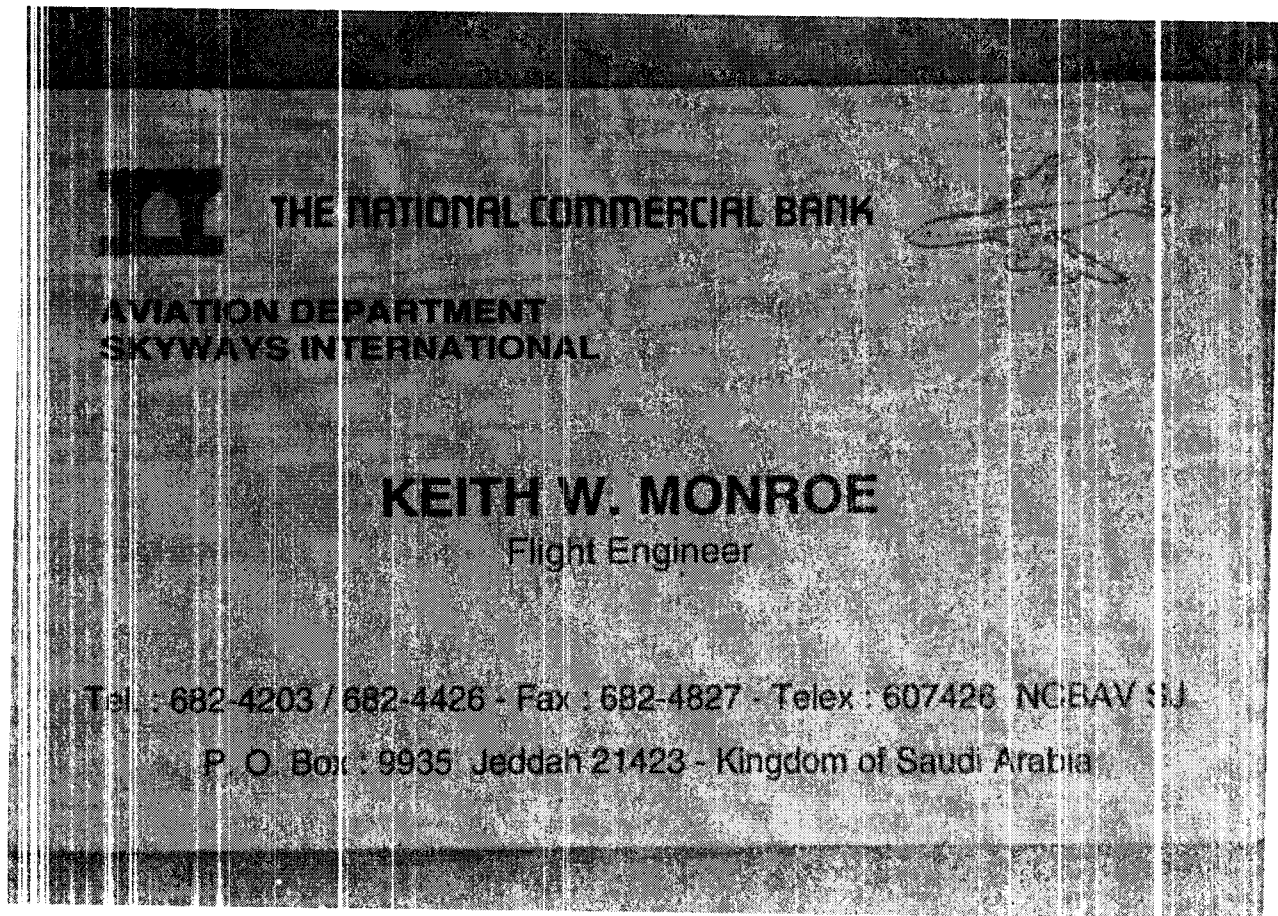 THE NATIONAL COMMERCIAL BANK
AVIATION DEPARTMENT
SKYWAYS INTERNATIONAL
KEITH W. MONROE
Flight Engineer
Tel. : 682-4203 / 682-4426 - Fax : 682-4827 - Telex : 607426 NCBAV SJ
P. O. Box : 9935 Jeddah 21423 - Kingdom of Saudi Arabia